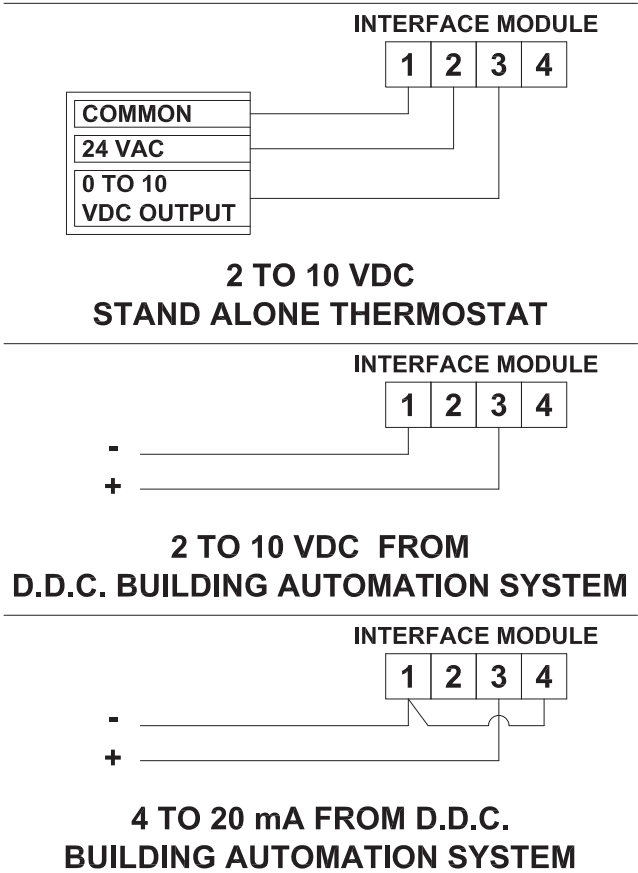 INTERFACE MODULE
1 2 3 4
COMMON
24 VAC
0 TO 10
VDC OUTPUT
2 TO 10 VDC
STAND ALONE THERMOSTAT
INTERFACE MODULE
1 2 3 4
-
+
2 TO 10 VDC FROM
D.D.C. BUILDING AUTOMATION SYSTEM
INTERFACE MODULE
1 2 3 4
-
+
4 TO 20 mA FROM D.D.C.
BUILDING AUTOMATION SYSTEM